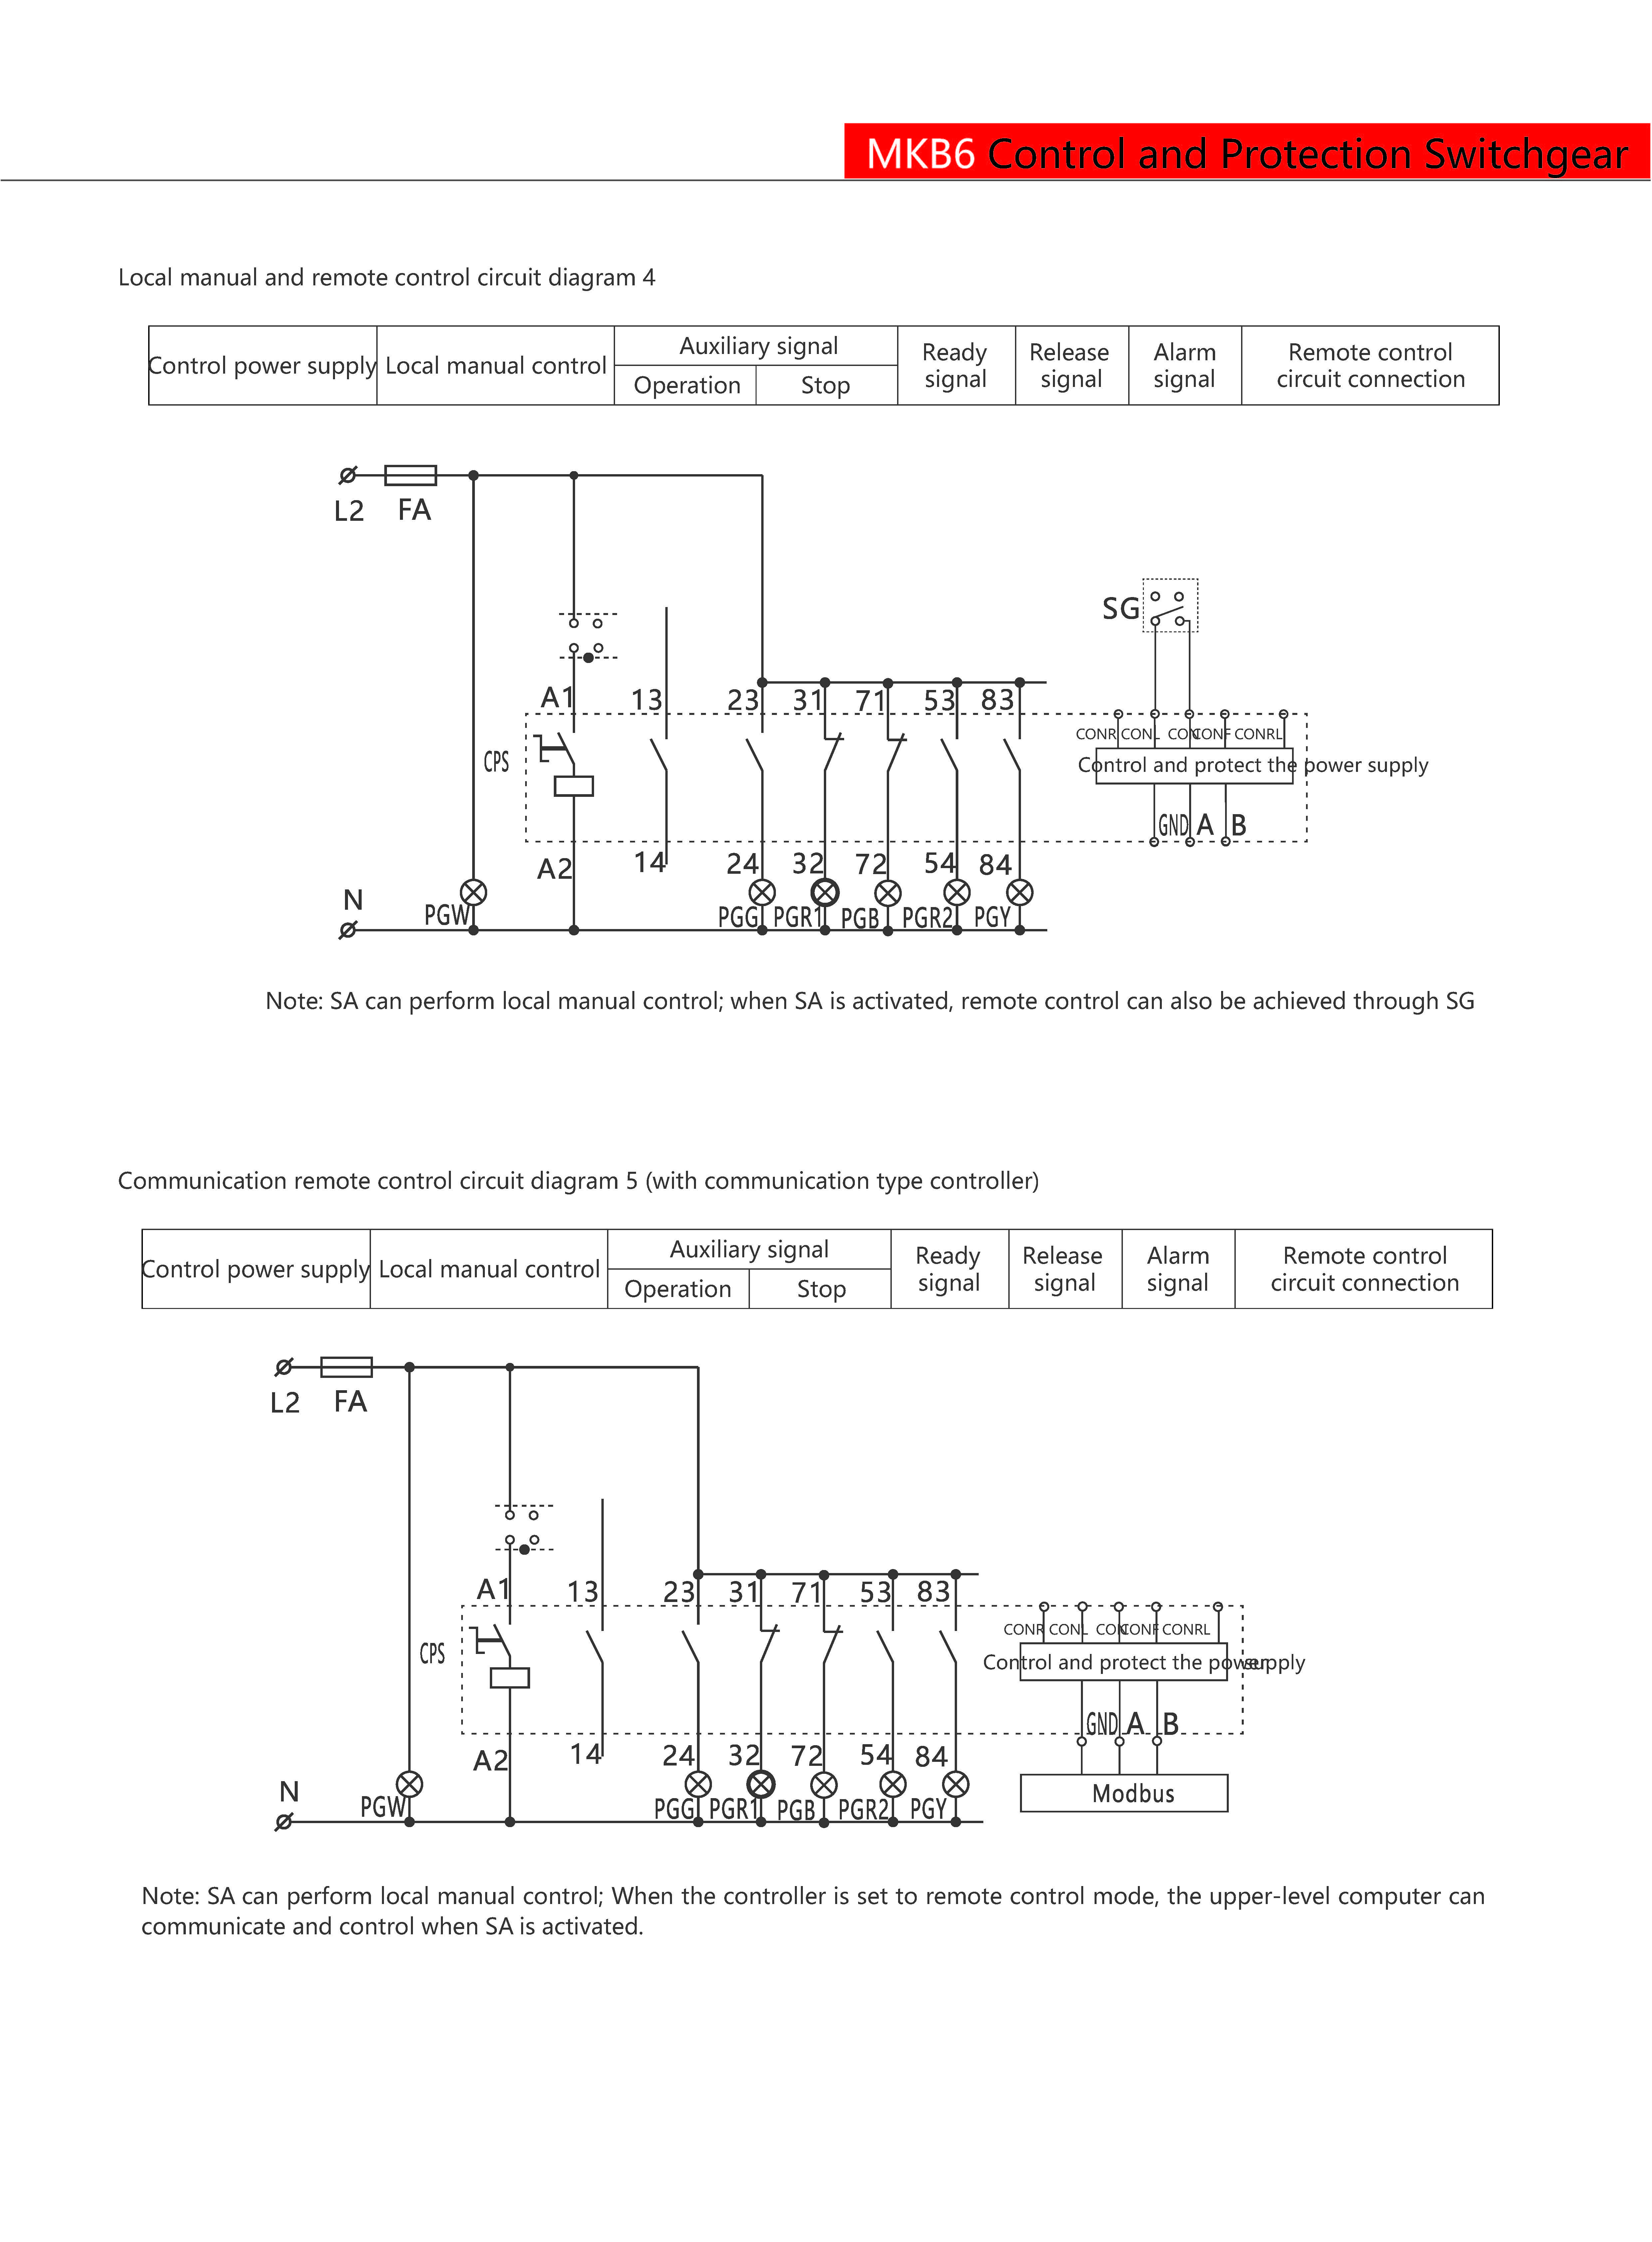 MKB6 Control and Protection Switchgear
Local manual and remote control circuit diagram 4
Control power supply
Local manual control
Auxiliary signal
Operation
Stop
Ready
signal
Release
signal
Alarm
signal
Remote control
circuit connection
L2
FA
SG
A1
13
23
31
71
53
83
CONR
CONL
CON
CONF
CONRL
CPS
Control and protect the power supply
GND
A
B
A2
14
24
32
72
54
84
N
PGW
PGG
PGR1
PGB
PGR2
PGY
Note: SA can perform local manual control; when SA is activated, remote control can also be achieved through SG
Communication remote control circuit diagram 5 (with communication type controller)
Control power supply
Local manual control
Auxiliary signal
Operation
Stop
Ready
signal
Release
signal
Alarm
signal
Remote control
circuit connection
L2
FA
A1
13
23
31
71
53
83
CONR
CONL
CON
CONF
CONRL
CPS
Control and protect the power supply
GND
A
B
A2
14
24
32
72
54
84
Modbus
N
PGW
PGG
PGR1
PGB
PGR2
PGY
Note: SA can perform local manual control; When the controller is set to remote control mode, the upper-level computer can
communicate and control when SA is activated.